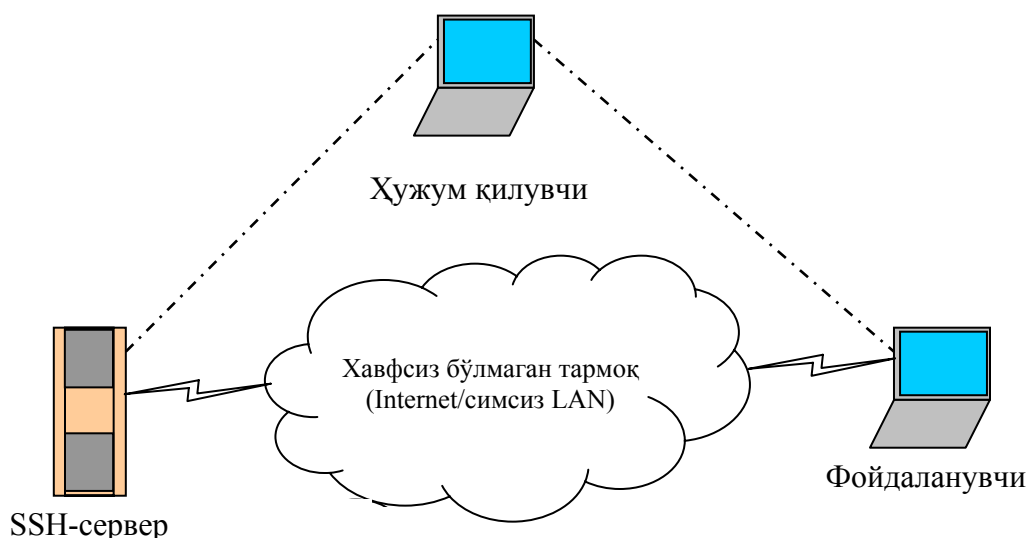 Ҳужум қилувчи
Хавфсиз бўлмаган тармоқ
(Internet/симсиз LAN)
Фойдаланувчи
SSH-сервер